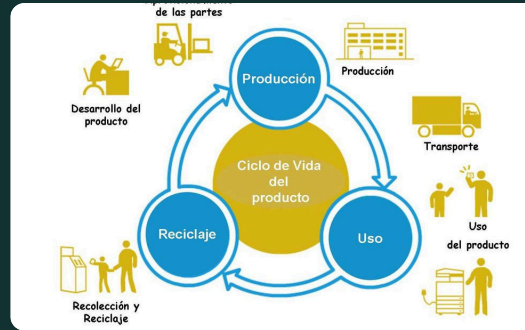 de las partes
Producción
Producción
Desarrollo del
producto
Transporte
Ciclo de Vida
del
producto
Reciclaje
Uso
Uso
del producto
Recolección y
Reciclaje